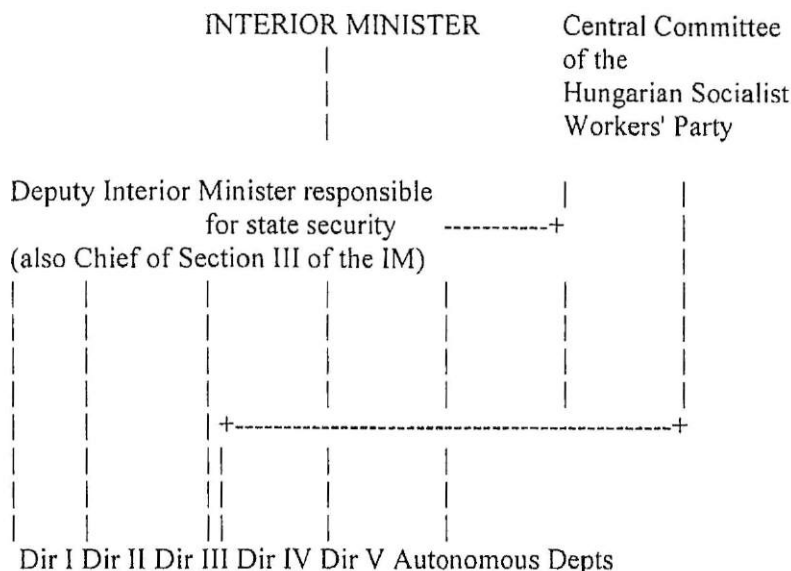 INTERIOR MINISTER Central Committee
of the
Hungarian Socialist
Workers' Party
Deputy Interior Minister responsible
for state security -----------+
(also Chief of Section III of the IM)
+-----------------------------------------+
Dir I Dir II Dir III Dir IV Dir V Autonomous Depts